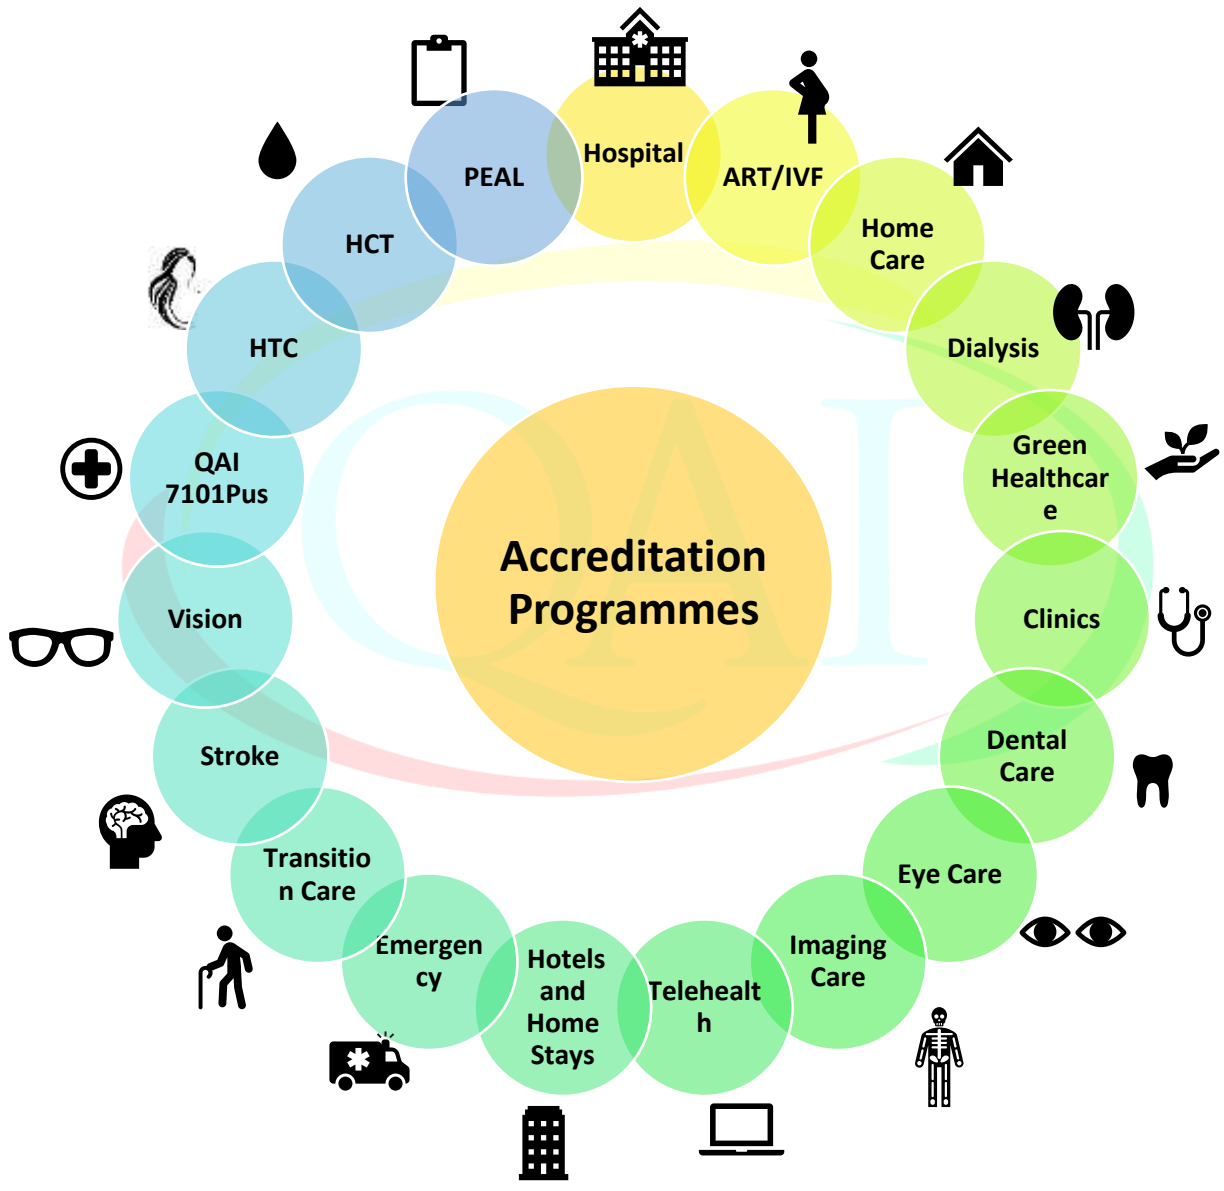 Hospital
ART/IVF
Home
Care
Dialysis
Green
Healthcar
e
Clinics
Dental
Care
Eye Care
Imaging
Care
Telehealt
h
Hotels
and
Home
Stays
Emergen
cy
Transitio
n Care
Stroke
Vision
QAI
7101Pus
HTC
HCT
PEAL
Accreditation
Programmes
QAI